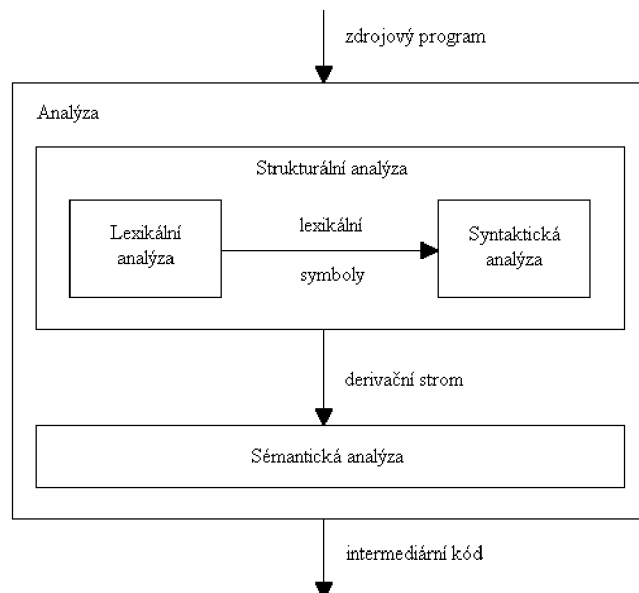 zdrojový program
Analýza
Strukturální analýza
Lexikální
analýza
lexikální
symboly
Syntaktická
analýza
derivační strom
Sémantická analýza
intermediární kód